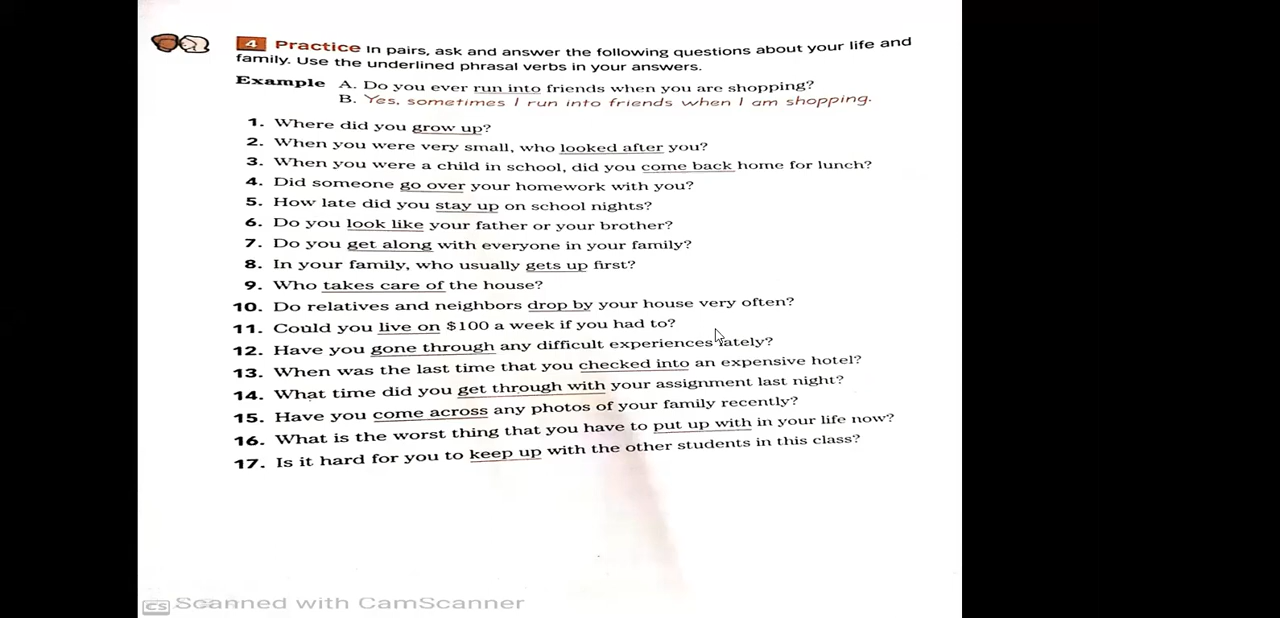 4 Practice In pairs, ask and answer the following questions about your life and
family. Use the underlined phrasal verbs in your answers.
Example A. Do you ever run into friends when you are shopping?
B. Yes, sometimes I run into friends when I am shopping.
1. Where did you grow up?
2. When you were very small, who looked after you?
3. When you were a child in school, did you come back home for lunch?
4. Did someone go over your homework with you?
5. How late did you stay up on school nights?
6. Do you look like your father or your brother?
7. Do you get along with everyone in your family?
8. In your family, who usually gets up first?
9. Who takes care of the house?
10. Do relatives and neighbors drop by your house very often?
11. Could you live on $100 a week if you had to?
12. Have you gone through any difficult experiences lately?
13. When was the last time that you checked into an expensive hotel?
14. What time did you get through with your assignment last night?
15. Have you come across any photos of your family recently?
16. What is the worst thing that you have to put up with in your life now?
17. Is it hard for you to keep up with the other students in this class?
CS Scanned with CamScanner